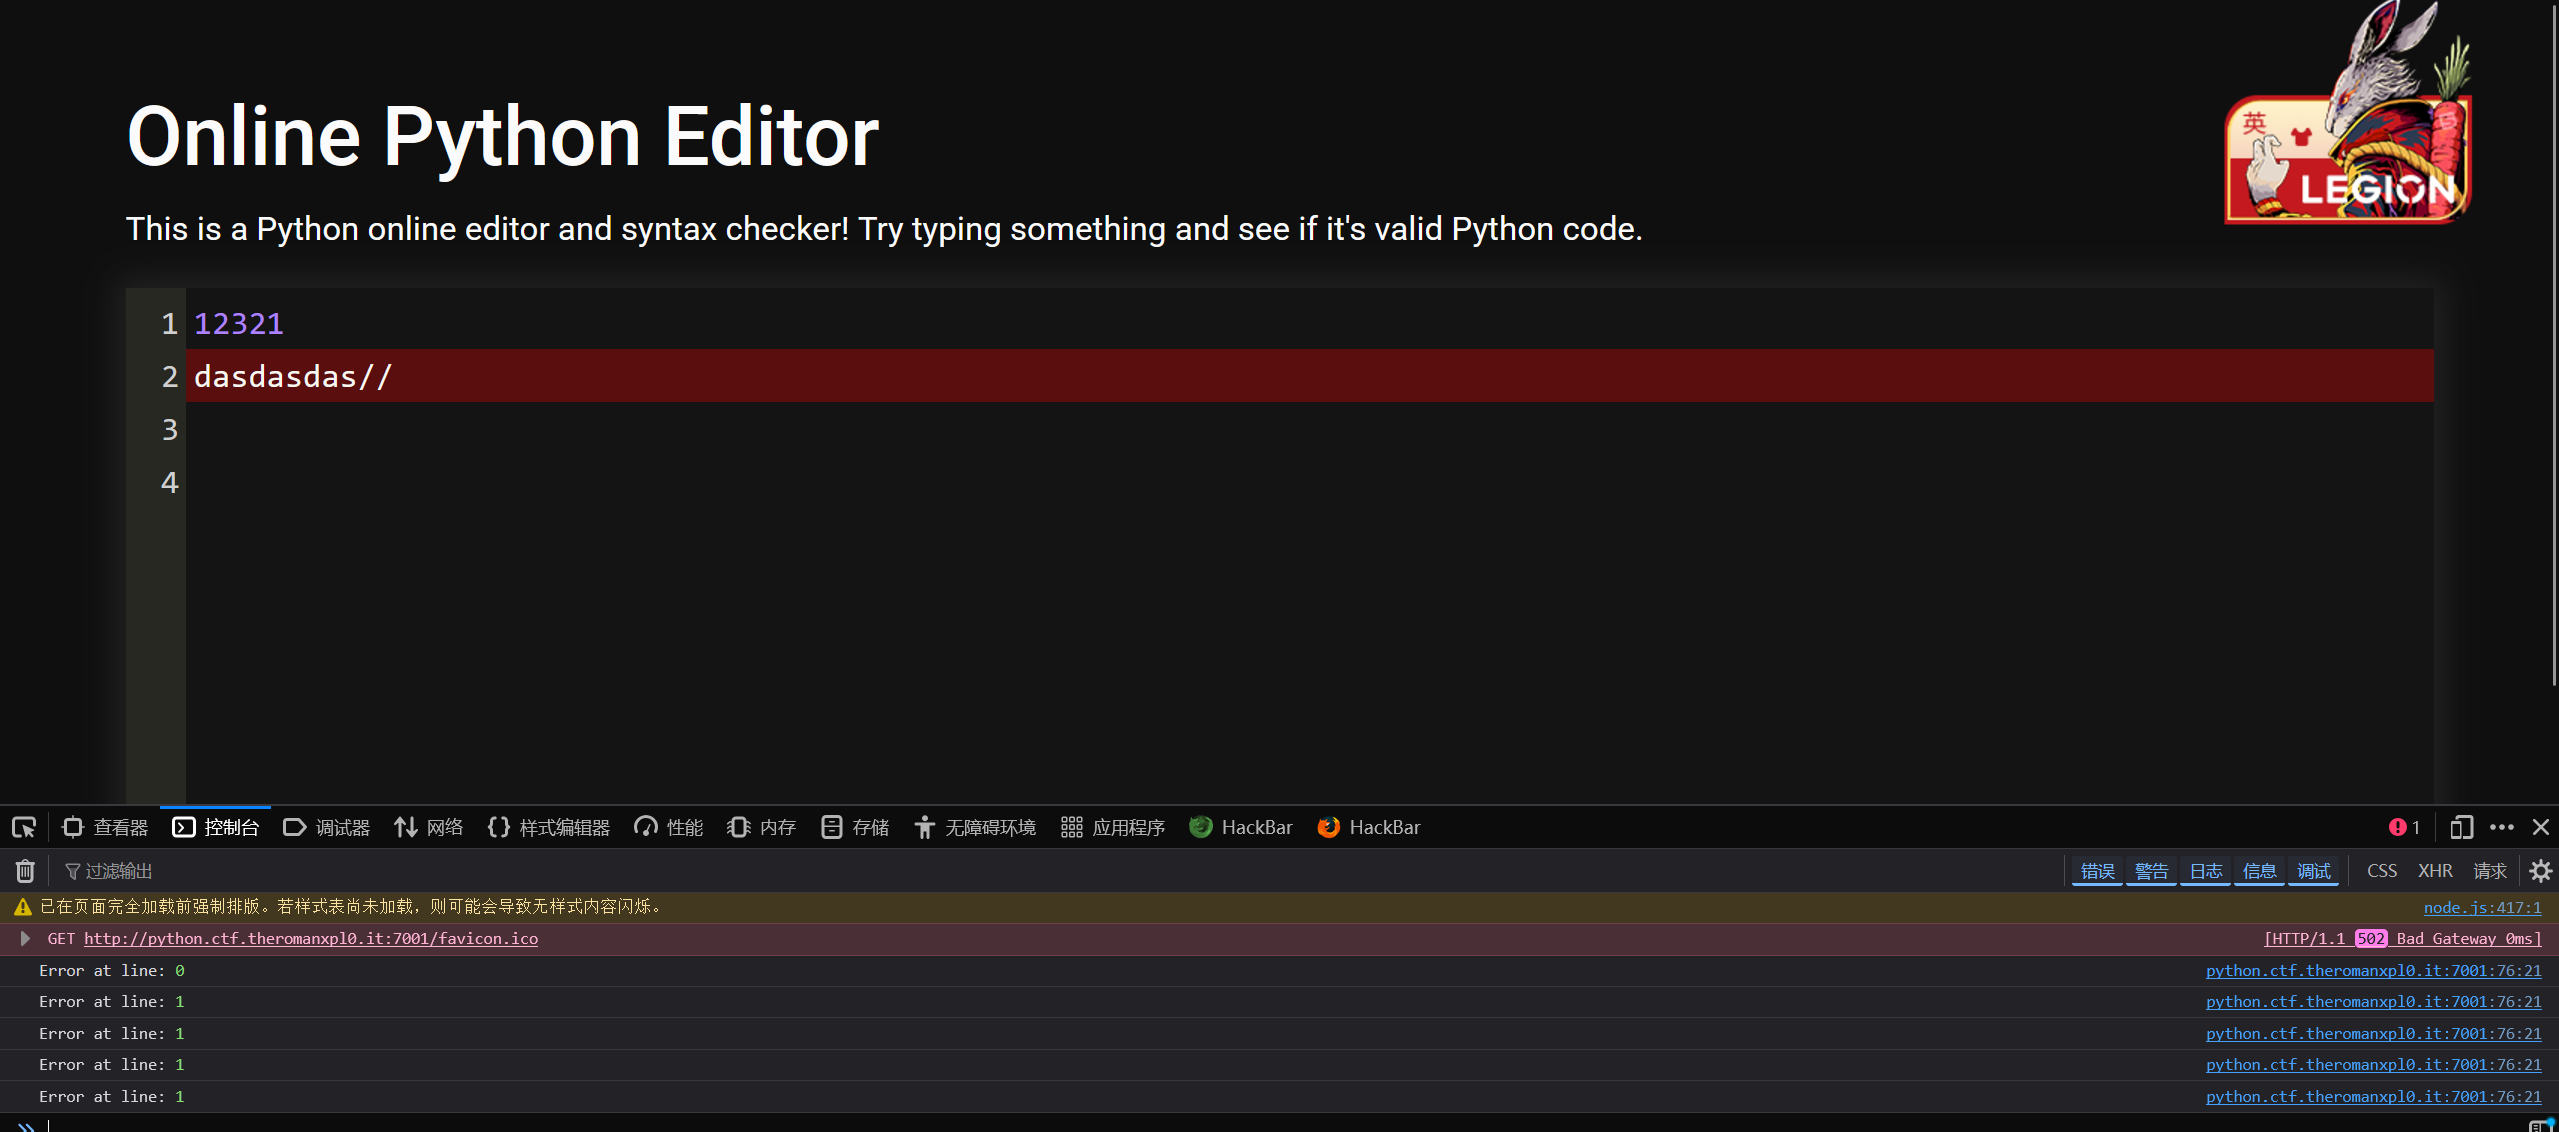 Online Python Editor
This is a Python online editor and syntax checker! Try typing something and see if it's valid Python code.
英
LEGION
1 12321
2 dasdasdas//
3
4
查看器 控制台 调试器 网络 样式编辑器 性能 内存 存储 无障碍环境 应用程序 HackBar HackBar 1
过滤输出 错误 警告 日志 信息 调试 CSS XHR 请求
已在页面完全加载前强制排版。若样式表尚未加载，则可能会导致无样式内容闪烁。 node.js:417:1
GET http://python.ctf.theromanxpl0.it:7001/favicon.ico [HTTP/1.1 502 Bad Gateway 0ms]
Error at line: 0 python.ctf.theromanxpl0.it:7001:76:21
Error at line: 1 python.ctf.theromanxpl0.it:7001:76:21
Error at line: 1 python.ctf.theromanxpl0.it:7001:76:21
Error at line: 1 python.ctf.theromanxpl0.it:7001:76:21
Error at line: 1 python.ctf.theromanxpl0.it:7001:76:21